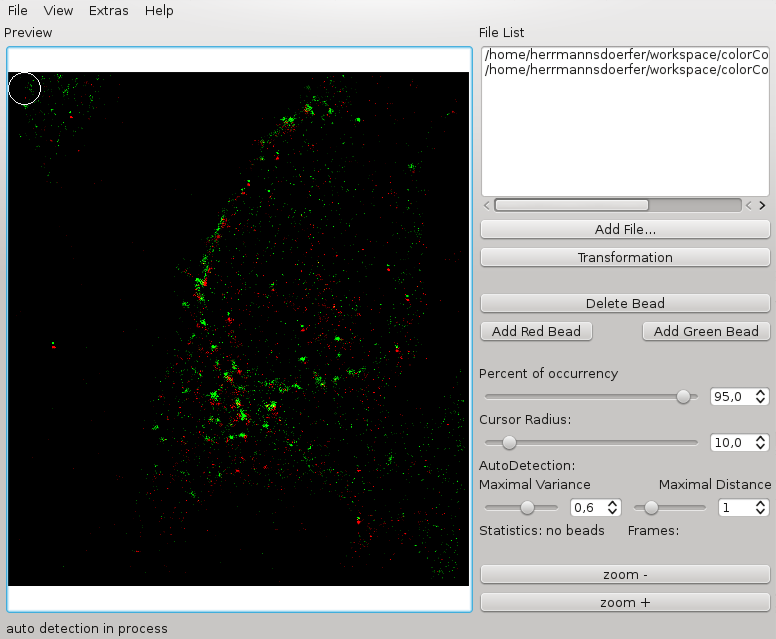 File View Extras Help
Preview
File List
/home/herrmannsdoerfer/workspace/colorCo
/home/herrmannsdoerfer/workspace/colorCo
Add File...
Transformation
Delete Bead
Add Red Bead Add Green Bead
Percent of occurrency
95,0
Cursor Radius:
10,0
AutoDetection:
Maximal Variance Maximal Distance
0,6 1
Statistics: no beads Frames:
zoom -
zoom +
auto detection in process